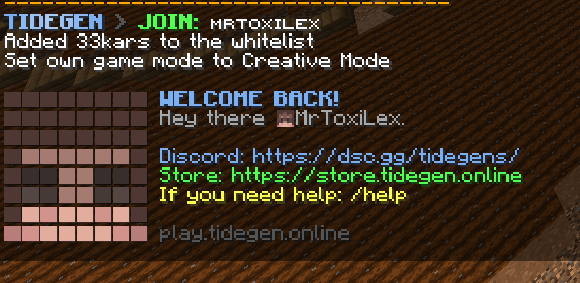 TIDEGEN > JOIN: MRTOXILEX
Added 33kars to the whitelist
Set own game mode to Creative Mode
WELCOME BACK!
Hey there MrToxiLex.
Discord: https://dsc.gg/tidegens/
Store: https://store.tidegen.online
If you need help: /help
play.tidegen.online